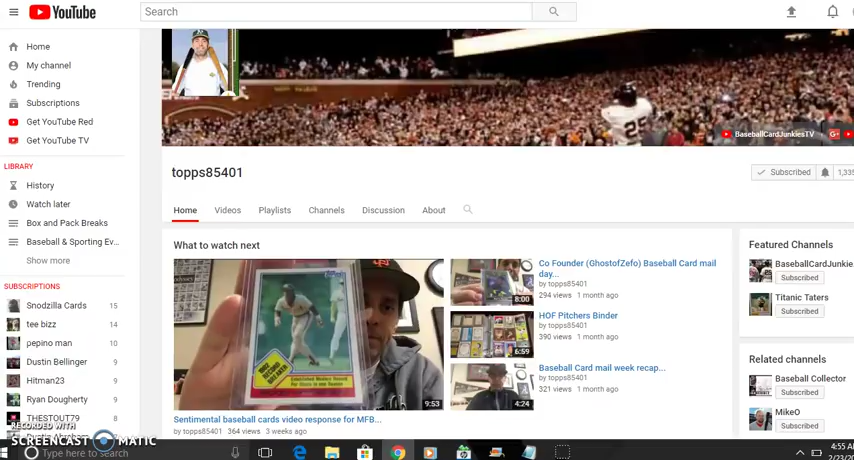 YouTube
Search
Home
My channel
Trending
Subscriptions
Get YouTube Red
Get YouTube TV
LIBRARY
History
Watch later
Box and Pack Breaks
Baseball & Sporting Ev...
Show more
SUBSCRIPTIONS
Snodzilla Cards 15
tee bizz 14
pepino man 10
Dustin Bellinger 9
Hitman23 9
Ryan Dougherty 9
THESTOUT79 8
RECORDED WITH
SCREENCAST MATIC
BaseballCardJunkiesTV
topps85401
Subscribed
Home Videos Playlists Channels Discussion About
What to watch next
9:53
Sentimental baseball cards video response for MFB...
by topps85401 364 views 3 weeks ago
8:00
Co Founder (GhostofZefo) Baseball Card mail
day...
by topps85401
294 views 1 month ago
6:59
HOF Pitchers Binder
by topps85401
390 views 1 month ago
4:24
Baseball Card mail week recap...
by topps85401
321 views 1 month ago
Featured Channels
BaseballCardJunkie
Subscribed
Titanic Taters
Subscribed
Related channels
Baseball Collector
Subscribed
MikeO
Subscribed
Type here to search
4:55 AM